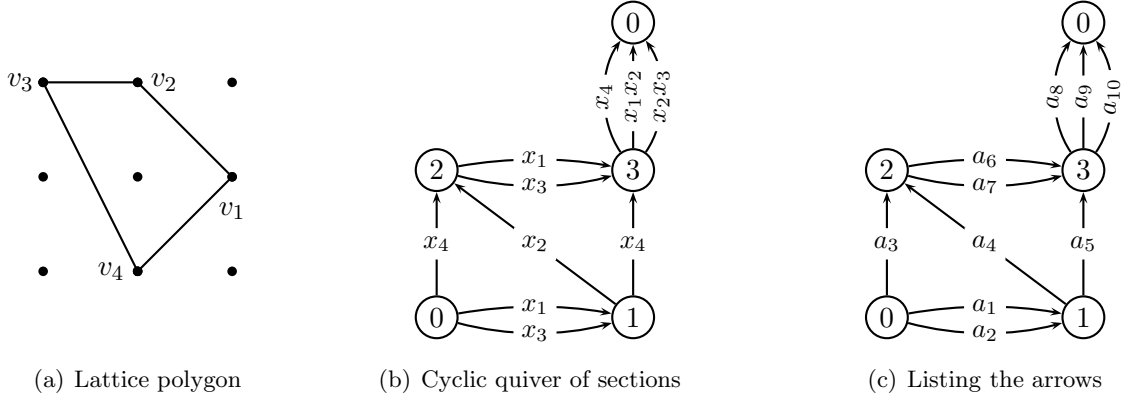 0
0
v₃
v₂
x₄
x₁x₂
x₂x₃
a₈
a₉
a₁₀
2
x₁
x₃
3
2
a₆
a₇
3
v₁
x₄
x₂
x₄
a₃
a₄
a₅
v₄
0
x₁
x₃
1
0
a₁
a₂
1
(a) Lattice polygon
(b) Cyclic quiver of sections
(c) Listing the arrows